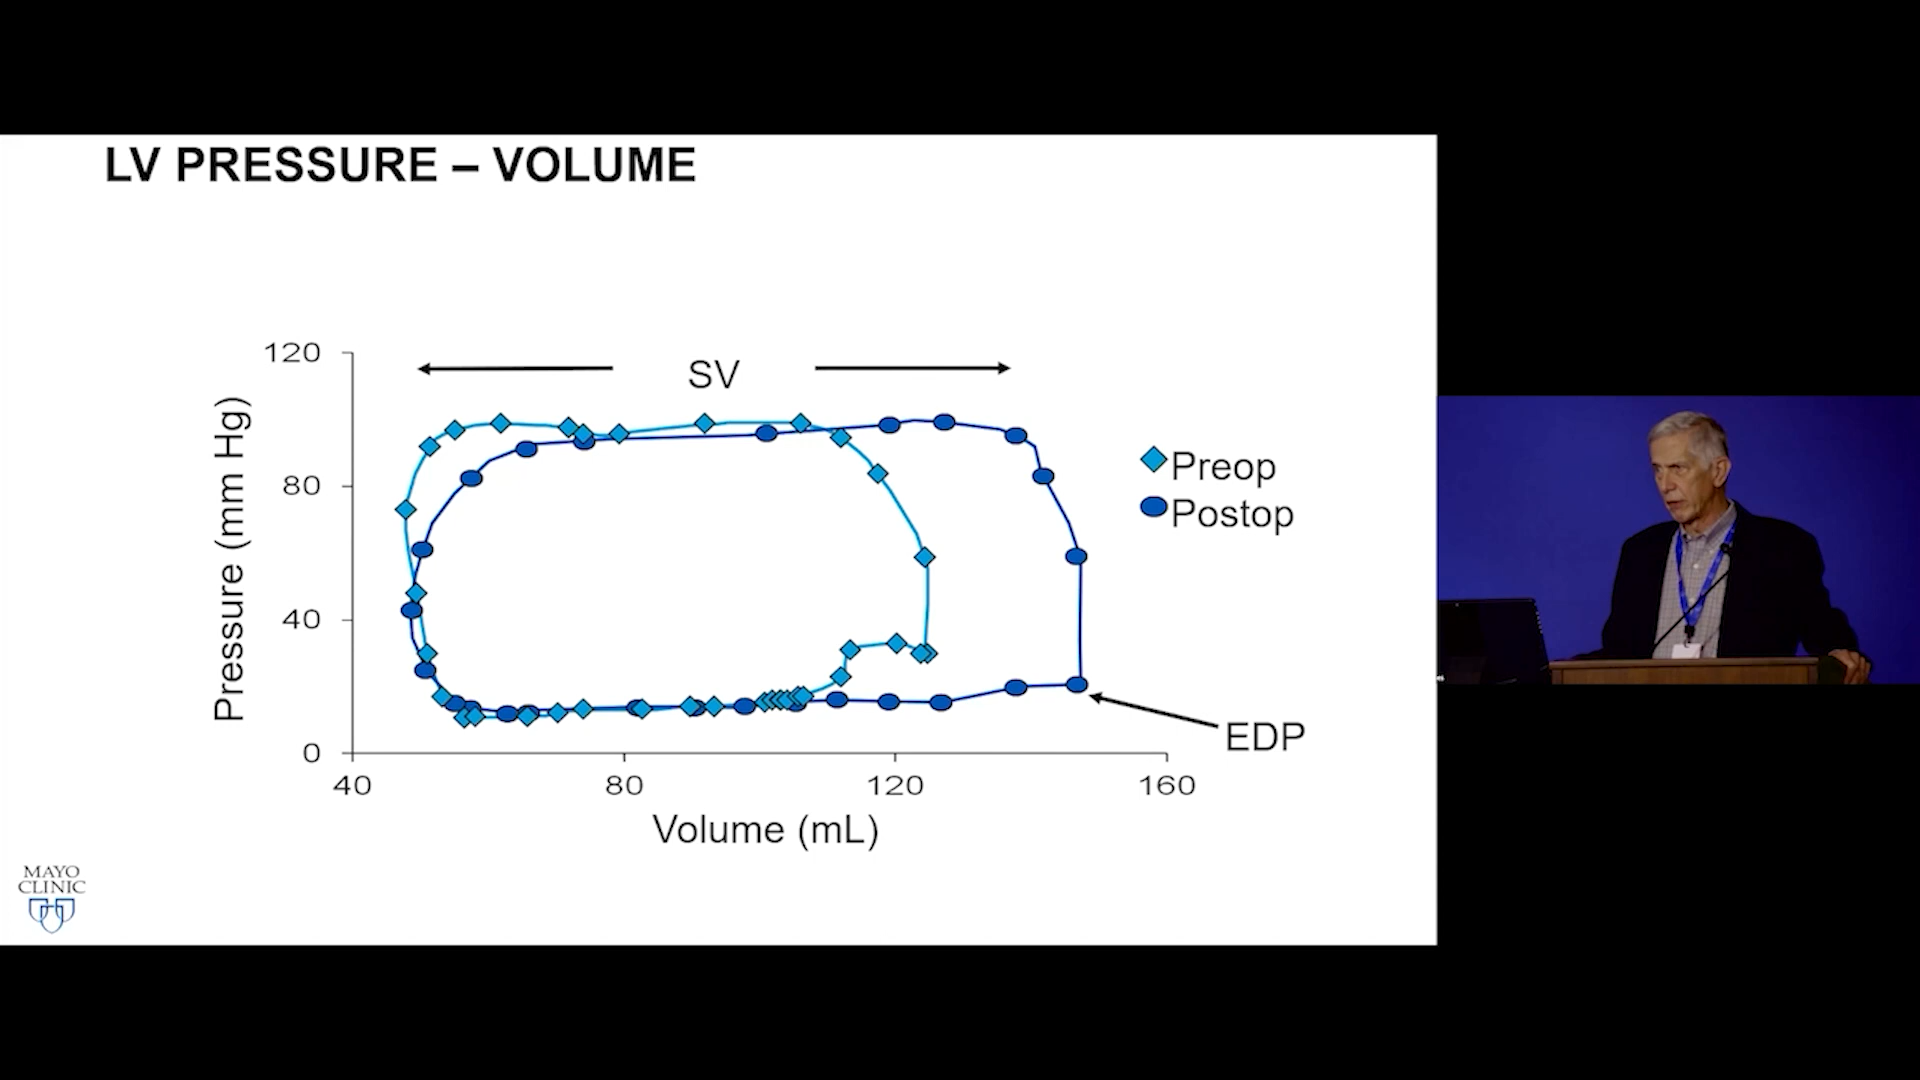 LV PRESSURE – VOLUME
120
80
40
0
Pressure (mm Hg)
SV
Preop
Postop
EDP
40
80
120
160
Volume (mL)
MAYO
CLINIC